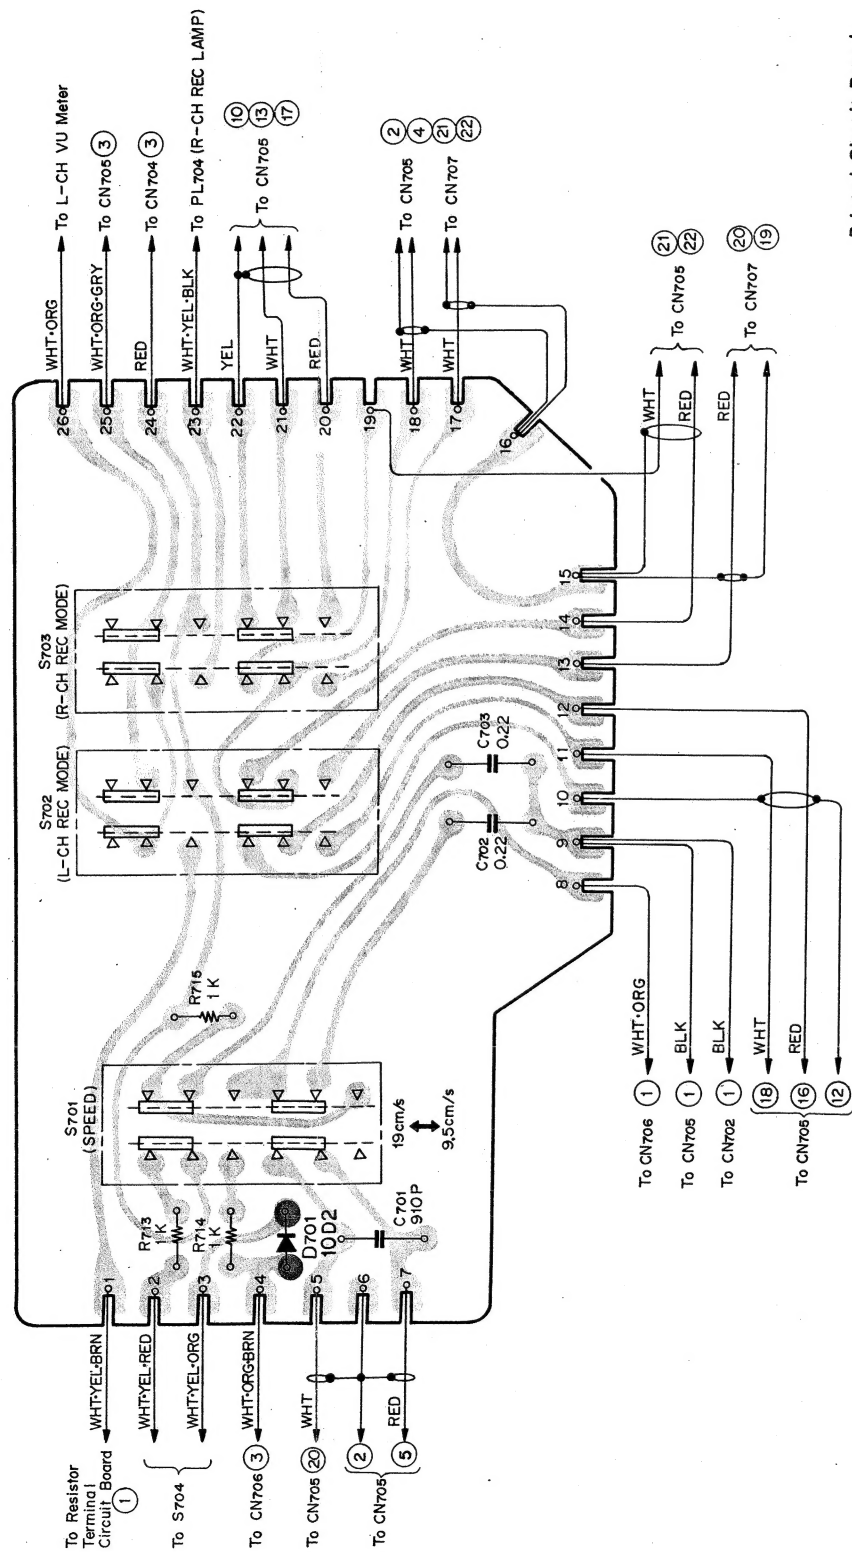 To L-CH VU Meter
To CN705 3
To CN704 3
To PL704 (R-CH REC LAMP)
10
13
17
To CN705
2
4
To CN705
21
22
To CN707
21
22
To CN705
20
19
To CN707
WHT·ORG
WHT·ORG·GRY
RED
WHT·YEL·BLK
YEL
WHT
RED
WHT
WHT
WHT
RED
RED
26
25
24
23
22
21
20
19
18
17
16
15
14
13
12
11
10
9
8
S703
(R-CH REC MODE)
S702
(L-CH REC MODE)
C703
0.22
C702
0.22
R715
1K
S701
(SPEED)
19cm/s
9.5cm/s
R713
1K
R714
1K
D701
10D2
C701
910P
1
2
3
4
5
6
7
WHT·YEL·BRN
WHT·YEL·RED
WHT·YEL·ORG
WHT·ORG·BRN
WHT
RED
To Resistor
Terminal
Circuit Board
1
To S704
To CN706 3
To CN705 20
2
5
To CN705
WHT·ORG
BLK
BLK
WHT
RED
To CN706 1
To CN705 1
To CN702 1
18
16
12
To CN705